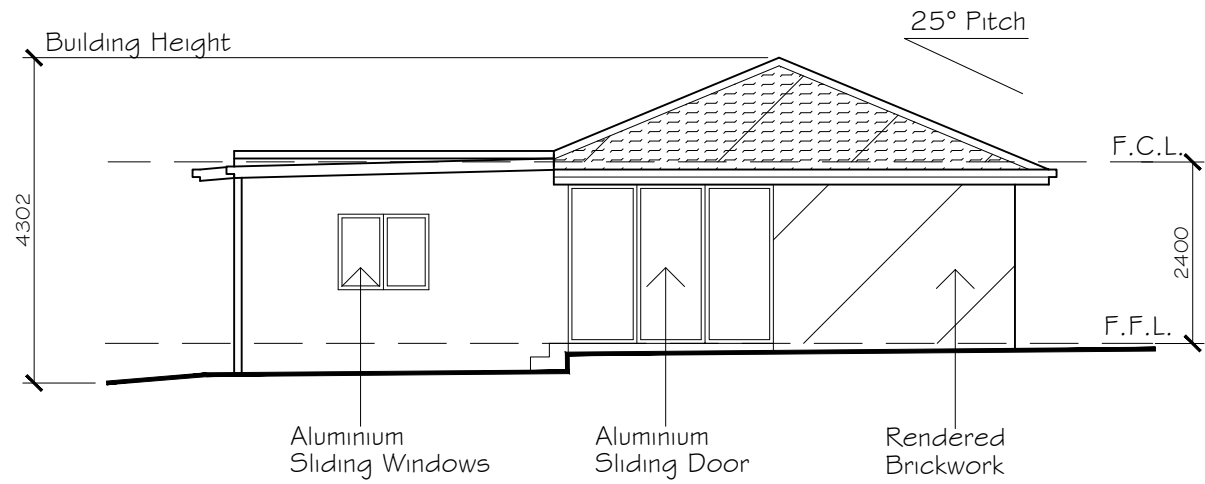 Building Height
25° Pitch
F.C.L.
4302
2400
F.F.L.
Aluminium
Sliding Windows
Aluminium
Sliding Door
Rendered
Brickwork